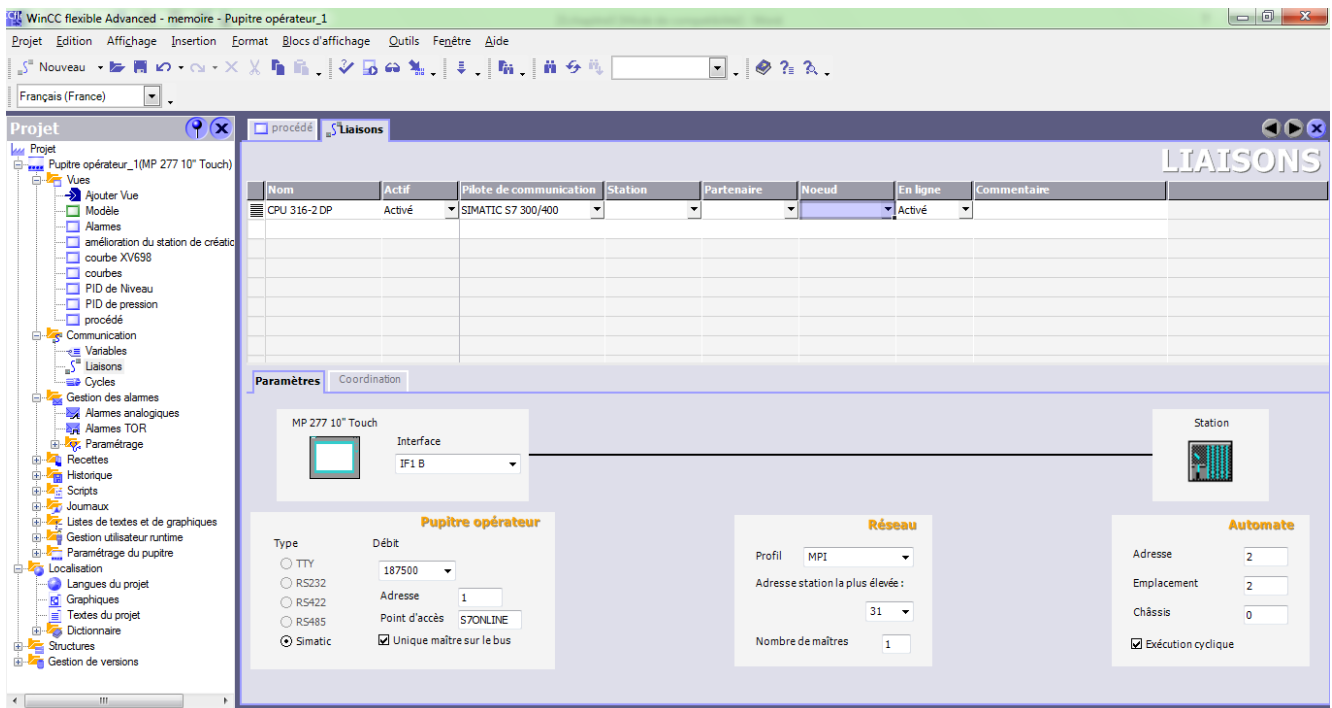 WinCC flexible Advanced - memoire - Pupitre opérateur_1
Projet Edition Affichage Insertion Format Blocs d'affichage Outils Fenêtre Aide
Nouveau
Français (France)
Projet
procédé Liaisons
LIAISONS
Projet
Pupitre opérateur_1(MP 277 10" Touch)
Vues
Ajouter Vue
Modèle
Alarmes
amélioration du station de créatic
courbe XV698
courbes
PID de Niveau
PID de pression
procédé
Communication
Variables
Liaisons
Cycles
Gestion des alarmes
Alarmes analogiques
Alarmes TOR
Paramétrage
Recettes
Historique
Scripts
Journaux
Listes de textes et de graphiques
Gestion utilisateur runtime
Paramétrage du pupitre
Localisation
Langues du projet
Graphiques
Textes du projet
Dictionnaire
Structures
Gestion de versions
Nom Actif Pilote de communication Station Partenaire Noeud En ligne Commentaire
CPU 316-2 DP Activé SIMATIC S7 300/400 Activé
Paramètres Coordination
MP 277 10" Touch
Interface
IF1 B
Station
Pupitre opérateur
Type Débit
TTY
RS232
RS422
RS485
Simatic
187500
Adresse 1
Point d'accès S7ONLINE
Unique maître sur le bus
Réseau
Profil MPI
Adresse station la plus élevée :
31
Nombre de maîtres 1
Automate
Adresse 2
Emplacement 2
Châssis 0
Exécution cyclique